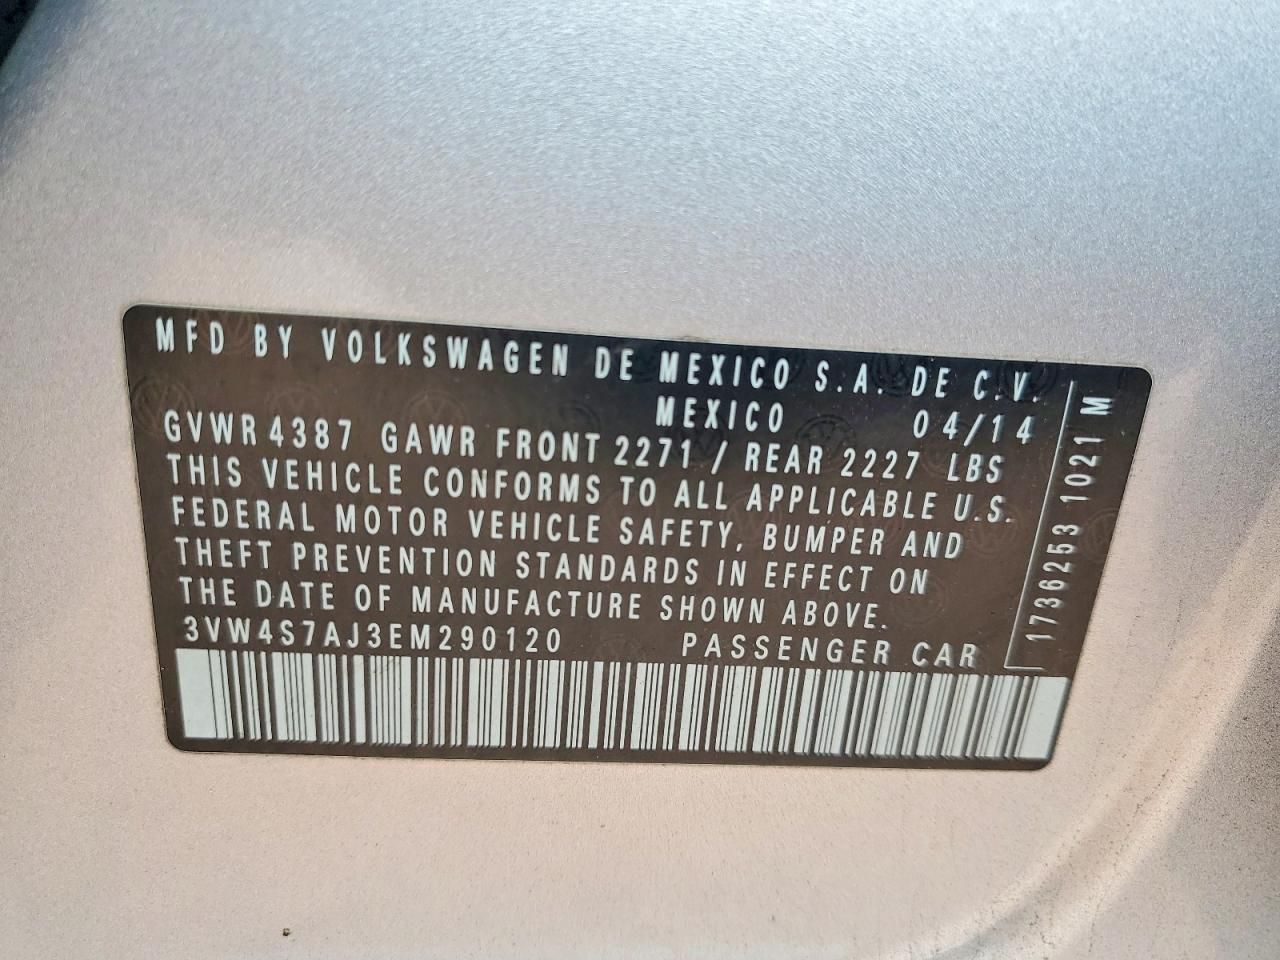 MFD BY VOLKSWAGEN DE MEXICO S.A. DE C.V.
MEXICO 04/14
GVWR 4387 GAWR FRONT 2271 / REAR 2227 LBS
THIS VEHICLE CONFORMS TO ALL APPLICABLE U.S.
FEDERAL MOTOR VEHICLE SAFETY, BUMPER AND
THEFT PREVENTION STANDARDS IN EFFECT ON
THE DATE OF MANUFACTURE SHOWN ABOVE.
3VW4S7AJ3EM290120 PASSENGER CAR
1736253 1021 M